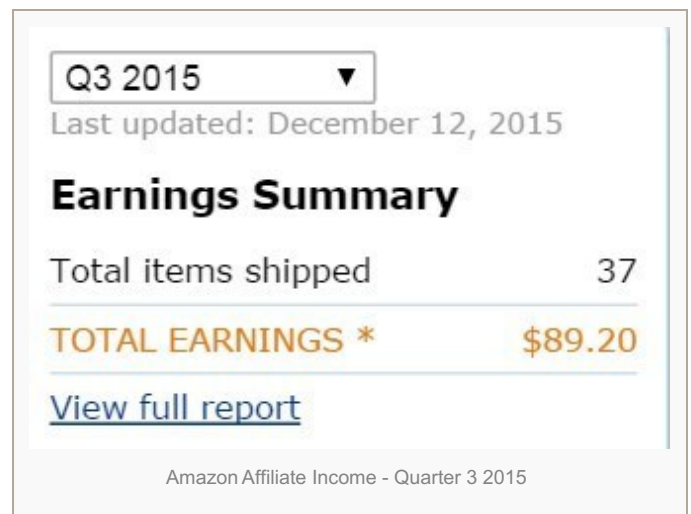 Q3 2015 ▼
Last updated: December 12, 2015
Earnings Summary
Total items shipped 37
TOTAL EARNINGS * $89.20
View full report
Amazon Affiliate Income - Quarter 3 2015